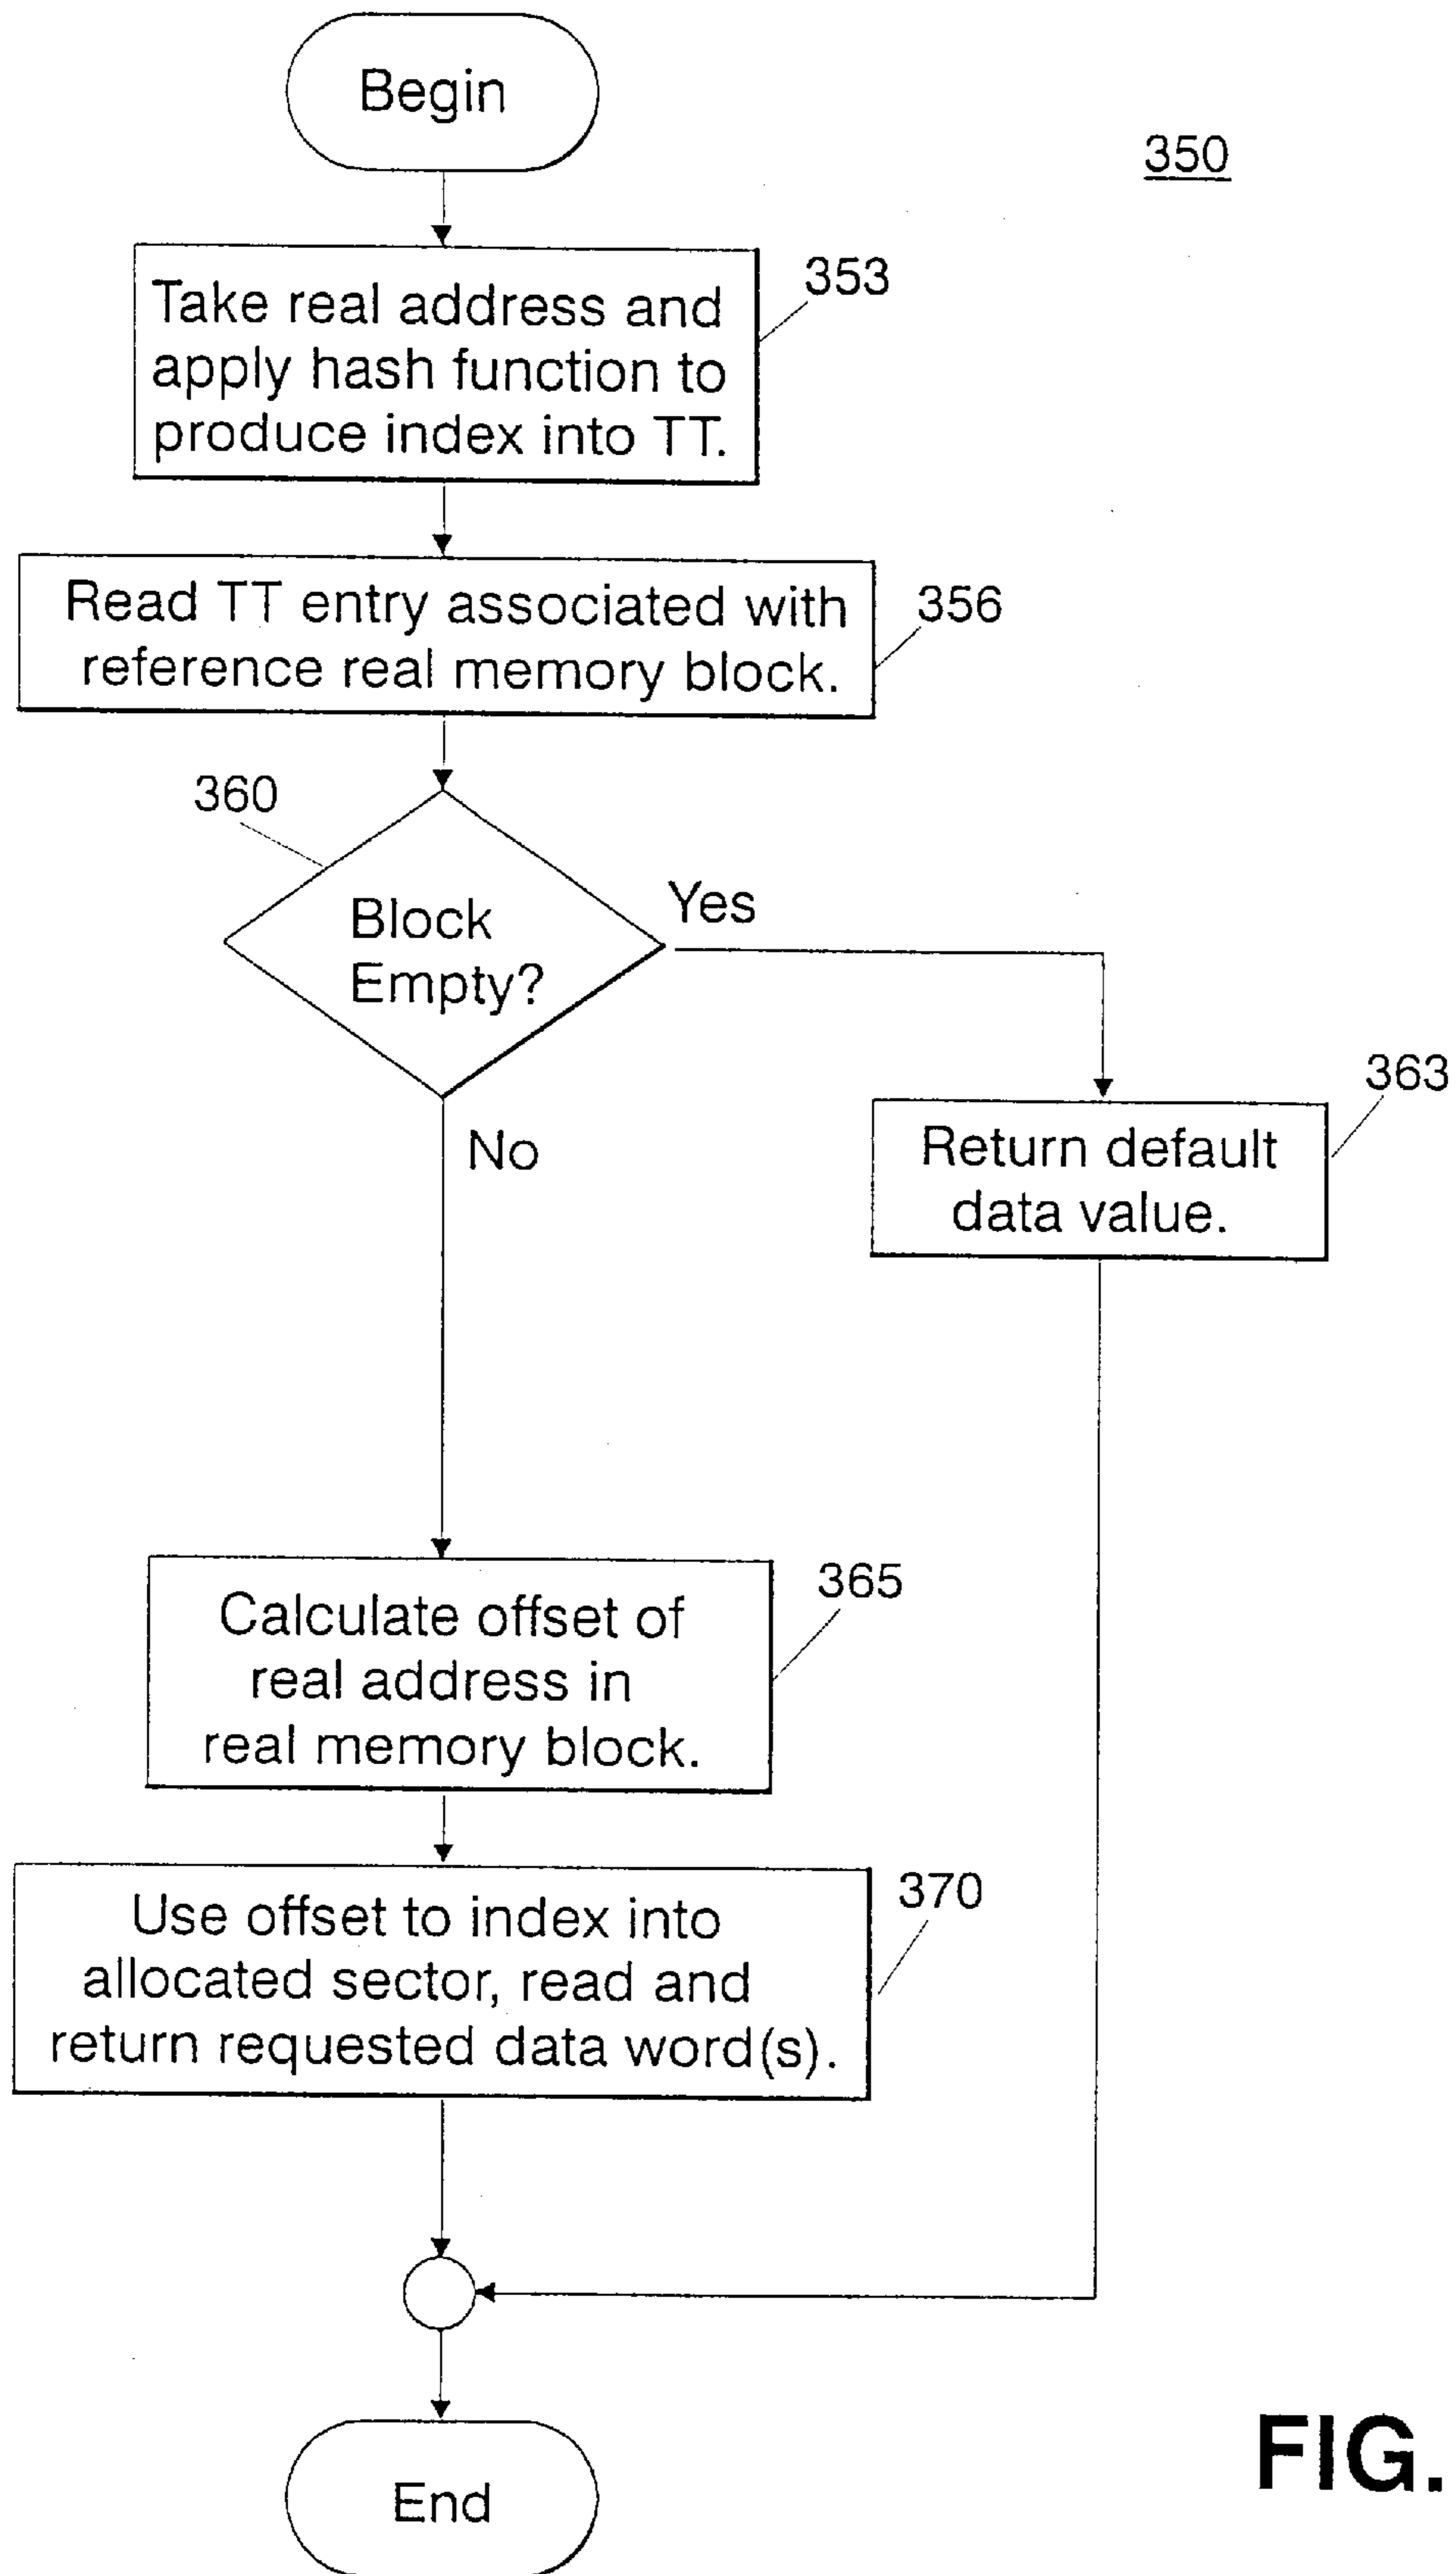 Begin
350
353
Take real address and
apply hash function to
produce index into TT.
Read TT entry associated with
reference real memory block.
356
360
Block
Empty?
Yes
No
363
Return default
data value.
365
Calculate offset of
real address in
real memory block.
370
Use offset to index into
allocated sector, read and
return requested data word(s).
End
FIG.